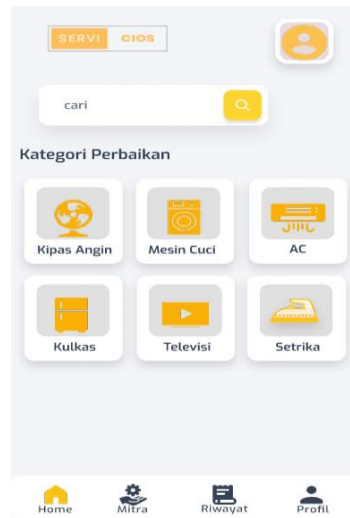 SERVI CIOS
cari
Kategori Perbaikan
Kipas Angin
Mesin Cuci
AC
Kulkas
Televisi
Setrika
Home
Mitra
Riwayat
Profil